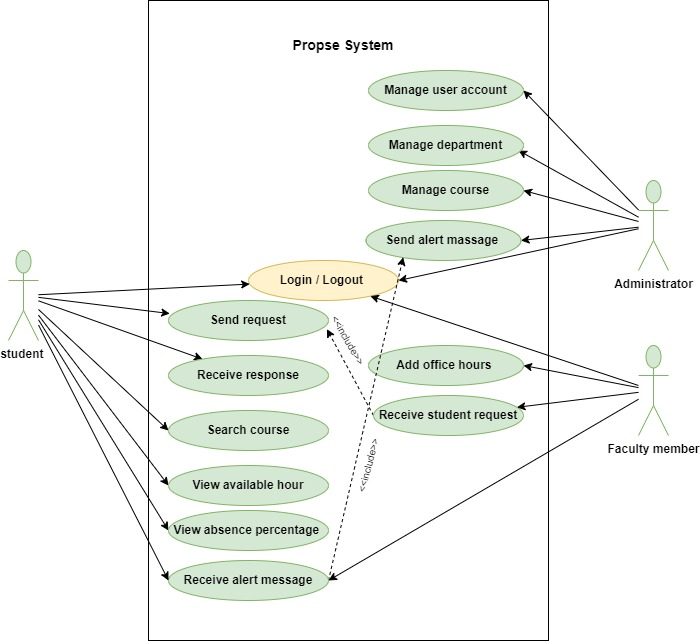 Propse System
Manage user account
Manage department
Manage course
Send alert massage
Administrator
Login / Logout
Send request
<<include>>
student
Receive response
Add office hours
Receive student request
Search course
Faculty member
<<include>>
View available hour
View absence percentage
Receive alert message